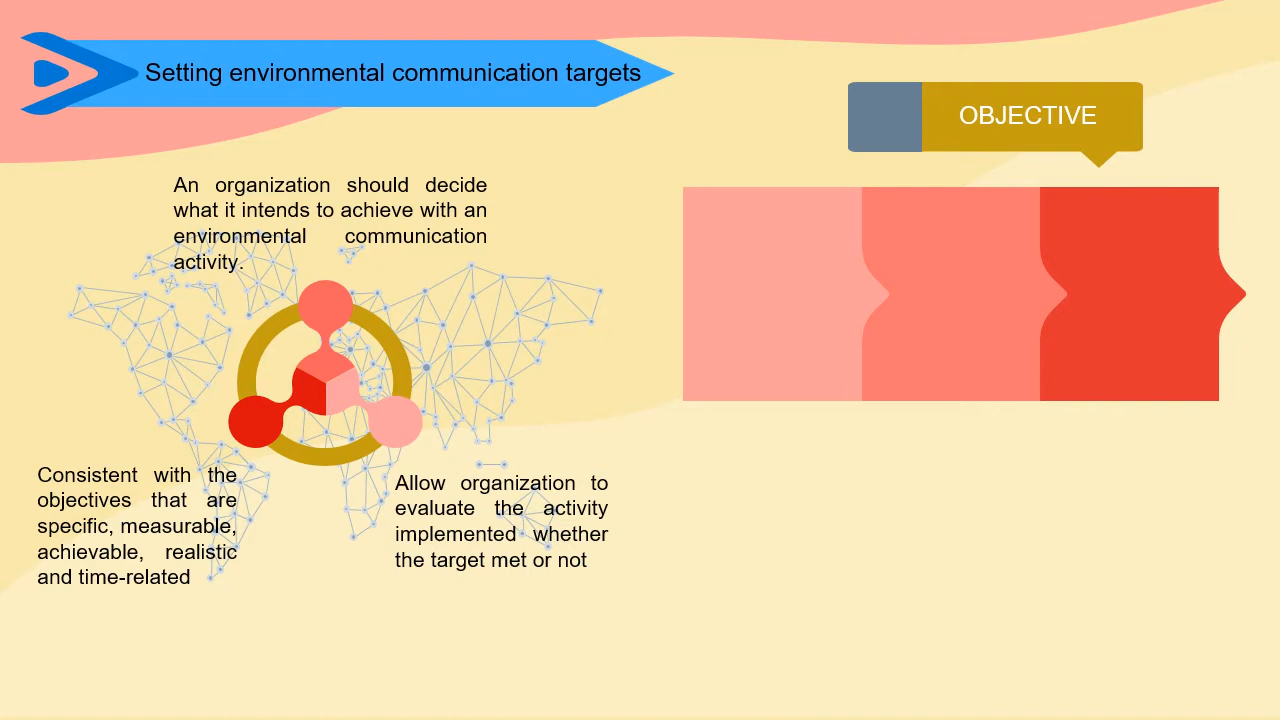 Setting environmental communication targets
OBJECTIVE
An organization should decide
what it intends to achieve with an
environmental communication
activity.
Consistent with the
objectives that are
specific, measurable,
achievable, realistic
and time-related
Allow organization to
evaluate the activity
implemented whether
the target met or not